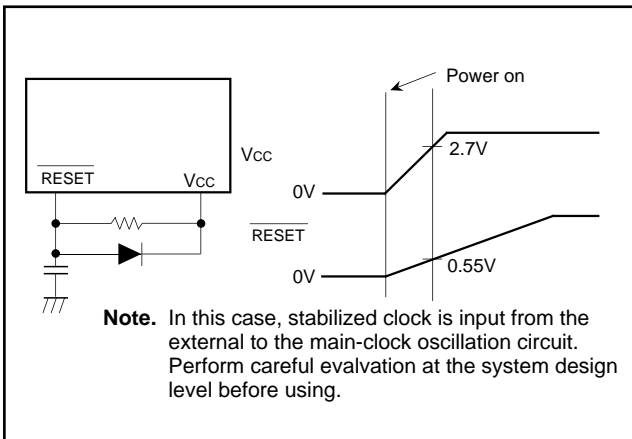 Power on
VCC
2.7V
RESET
VCC
0V
RESET
0.55V
0V
Note. In this case, stabilized clock is input from the
external to the main-clock oscillation circuit.
Perform careful evalvation at the system design
level before using.